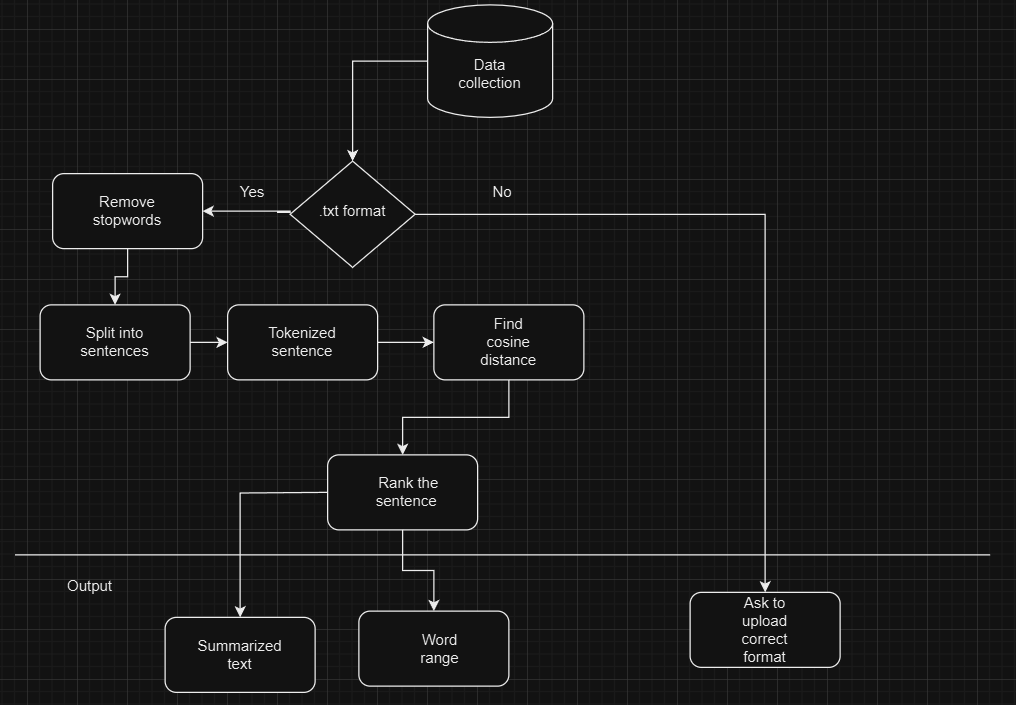 Data
collection
Yes
No
Remove
stopwords
.txt format
Split into
sentences
Tokenized
sentence
Find
cosine
distance
Rank the
sentence
Output
Summarized
text
Word
range
Ask to
upload
correct
format